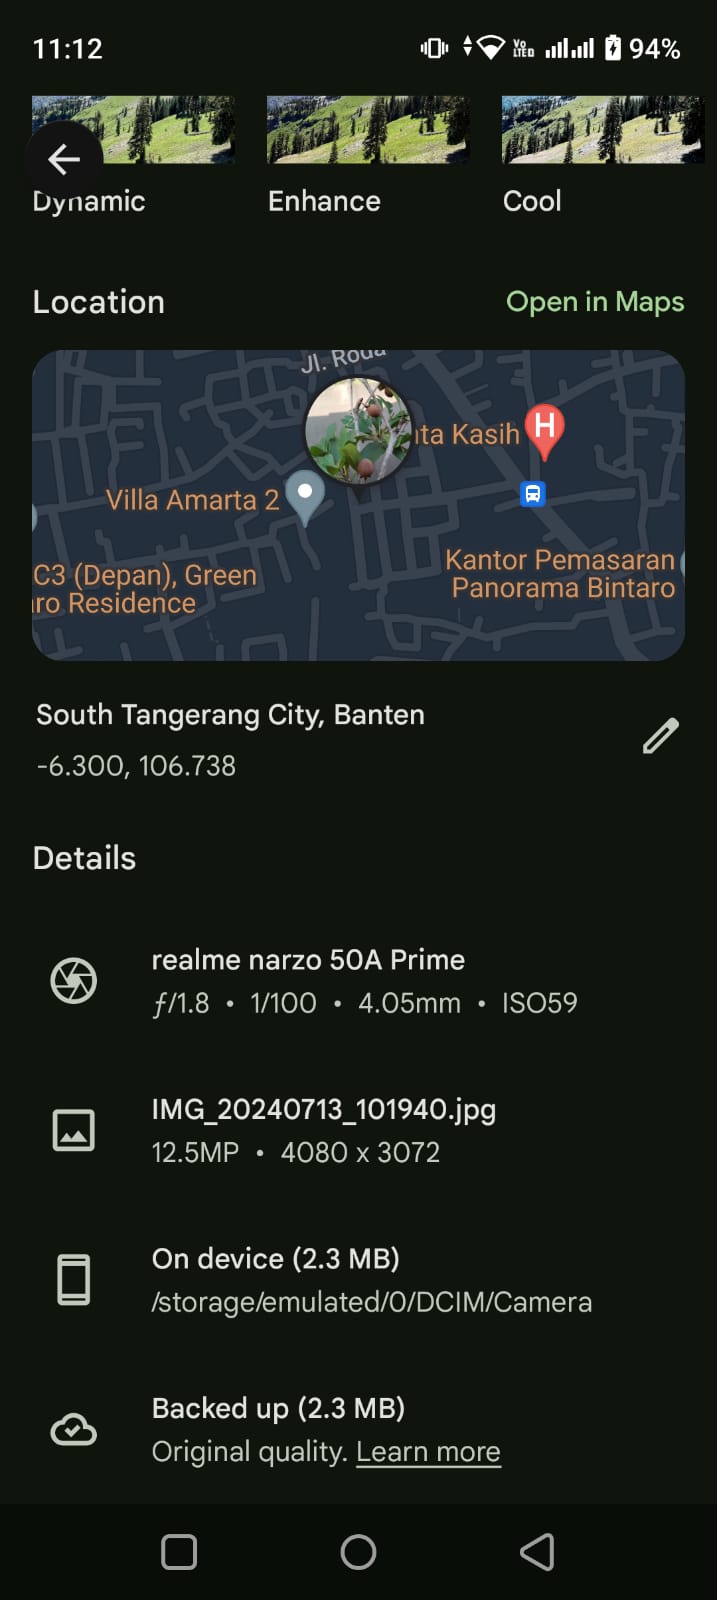 11:12
Vo
LTED
94%
Dynamic
Enhance
Cool
Location
Open in Maps
Jl. Roda
ta Kasih
H
Villa Amarta 2
C3 (Depan), Green
ro Residence
Kantor Pemasaran
Panorama Bintaro
South Tangerang City, Banten
-6.300, 106.738
Details
realme narzo 50A Prime
ƒ/1.8 • 1/100 • 4.05mm • ISO59
IMG_20240713_101940.jpg
12.5MP • 4080 x 3072
On device (2.3 MB)
/storage/emulated/0/DCIM/Camera
Backed up (2.3 MB)
Original quality. Learn more